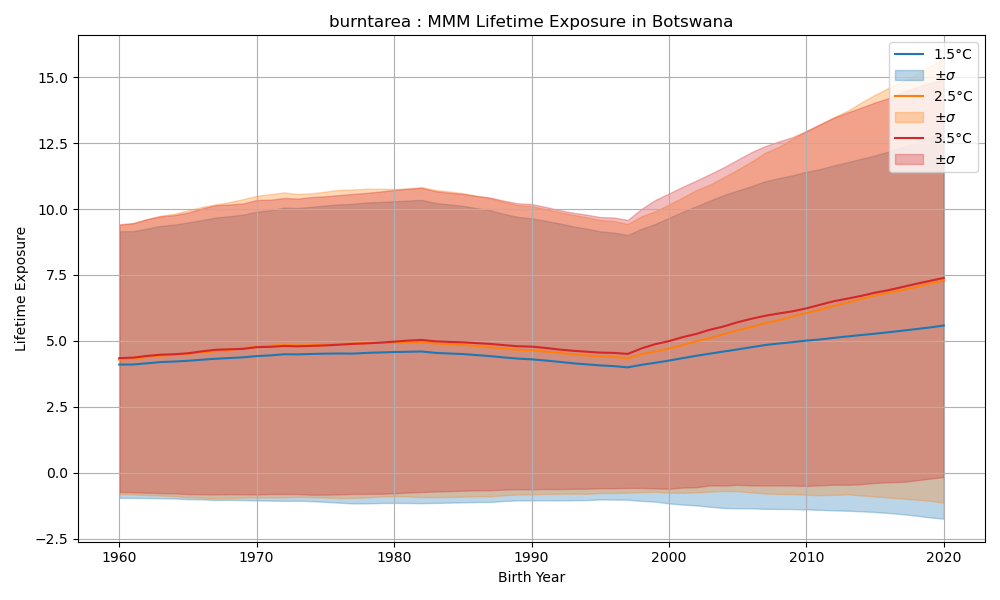 burntarea : MMM Lifetime Exposure in Botswana
Lifetime Exposure
15.0
12.5
10.0
7.5
5.0
2.5
0.0
−2.5
1960
1970
1980
1990
2000
2010
2020
Birth Year
1.5°C
±σ
2.5°C
±σ
3.5°C
±σ